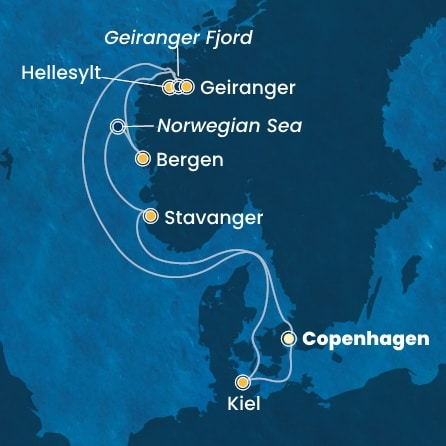 Geiranger Fjord
Hellesylt
Geiranger
Norwegian Sea
Bergen
Stavanger
Copenhagen
Kiel